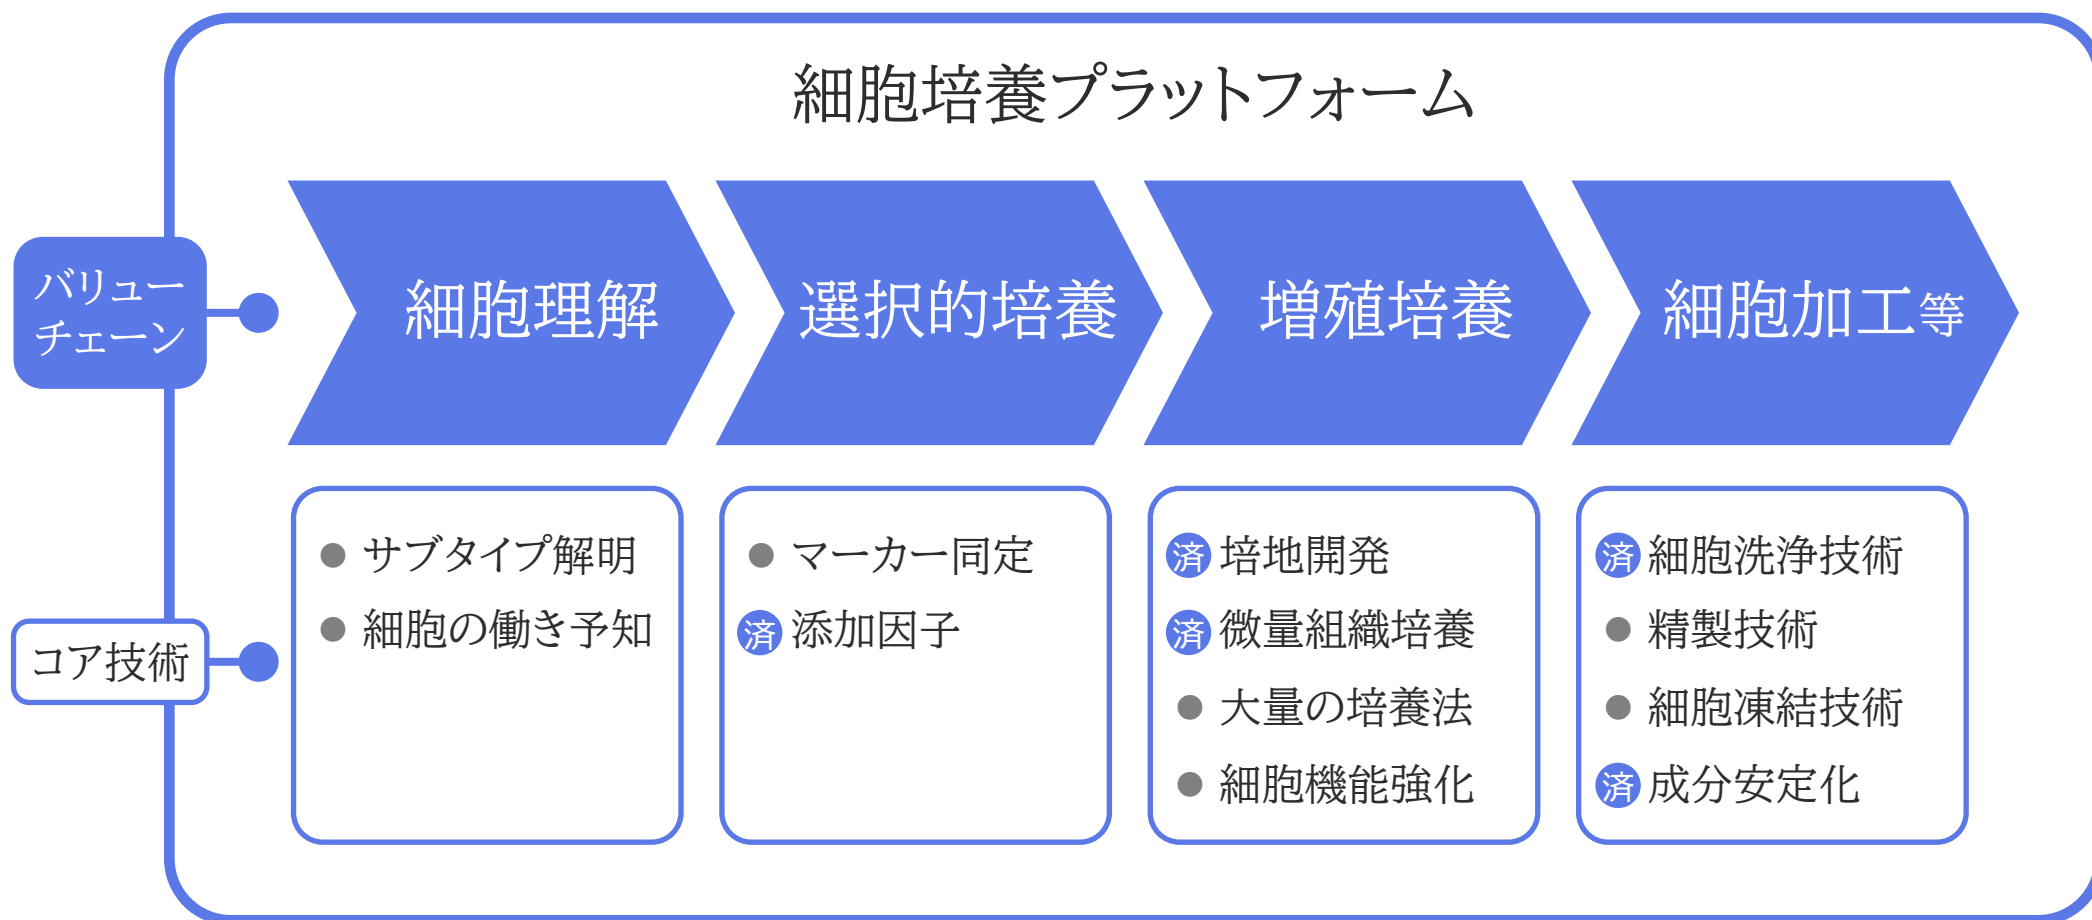 細胞培養プラットフォーム
バリュー
チェーン
細胞理解
選択的培養
増殖培養
細胞加工等
コア技術
● サブタイプ解明
● 細胞の働き予知
● マーカー同定
済 添加因子
済 培地開発
済 微量組織培養
● 大量の培養法
● 細胞機能強化
済 細胞洗浄技術
● 精製技術
● 細胞凍結技術
済 成分安定化